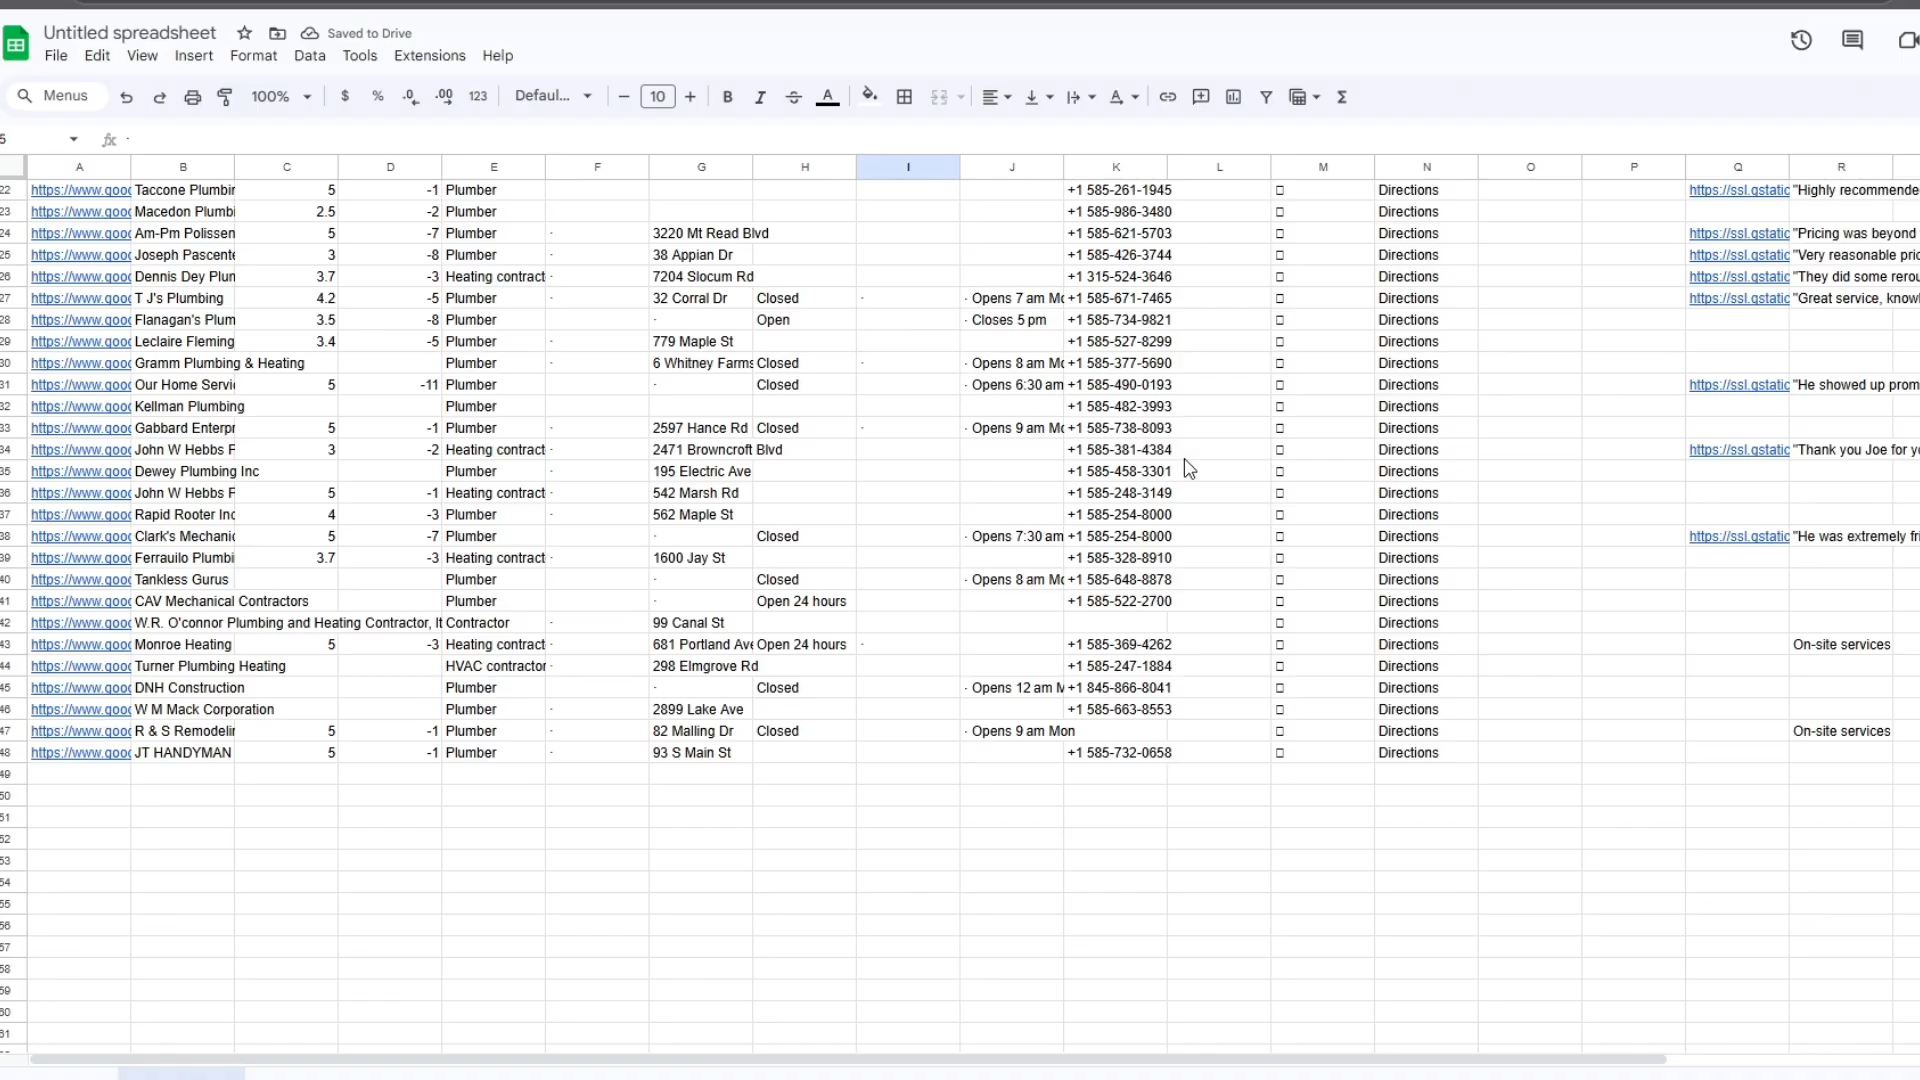 Untitled spreadsheet Saved to Drive
File Edit View Insert Format Data Tools Extensions Help
Menus 100% $ % .0 .00 123 Defaul... 10 B I A Σ
5 fx ·
A B C D E F G H I J K L M N O P Q R
22 https://www.goo Taccone Plumbin 5 -1 Plumber +1 585-261-1945 Directions https://ssl.gstatic "Highly recommende
23 https://www.goo Macedon Plumbi 2.5 -2 Plumber +1 585-986-3480 Directions
24 https://www.goo Am-Pm Polissen 5 -7 Plumber · 3220 Mt Read Blvd +1 585-621-5703 Directions https://ssl.gstatic "Pricing was beyond
25 https://www.goo Joseph Pascente 3 -8 Plumber · 38 Appian Dr +1 585-426-3744 Directions https://ssl.gstatic "Very reasonable pric
26 https://www.goo Dennis Dey Plun 3.7 -3 Heating contract · 7204 Slocum Rd +1 315-524-3646 Directions https://ssl.gstatic "They did some rerou
27 https://www.goo T J's Plumbing 4.2 -5 Plumber · 32 Corral Dr Closed · · Opens 7 am Mo +1 585-671-7465 Directions https://ssl.gstatic "Great service, know
28 https://www.goo Flanagan's Plum 3.5 -8 Plumber · Open · Closes 5 pm +1 585-734-9821 Directions
29 https://www.goo Leclaire Fleming 3.4 -5 Plumber · 779 Maple St +1 585-527-8299 Directions
30 https://www.goo Gramm Plumbing & Heating Plumber · 6 Whitney Farms Closed · · Opens 8 am Mo +1 585-377-5690 Directions
31 https://www.goo Our Home Servi 5 -11 Plumber · Closed · Opens 6:30 am +1 585-490-0193 Directions https://ssl.gstatic "He showed up prom
32 https://www.goo Kellman Plumbing Plumber +1 585-482-3993 Directions
33 https://www.goo Gabbard Enterpr 5 -1 Plumber · 2597 Hance Rd Closed · · Opens 9 am Mo +1 585-738-8093 Directions
34 https://www.goo John W Hebbs F 3 -2 Heating contract · 2471 Browncroft Blvd +1 585-381-4384 Directions https://ssl.gstatic "Thank you Joe for yo
35 https://www.goo Dewey Plumbing Inc Plumber · 195 Electric Ave +1 585-458-3301 Directions
36 https://www.goo John W Hebbs F 5 -1 Heating contract · 542 Marsh Rd +1 585-248-3149 Directions
37 https://www.goo Rapid Rooter Inc 4 -3 Plumber · 562 Maple St +1 585-254-8000 Directions
38 https://www.goo Clark's Mechanic 5 -7 Plumber · Closed · Opens 7:30 am +1 585-254-8000 Directions https://ssl.gstatic "He was extremely fri
39 https://www.goo Ferrauilo Plumbi 3.7 -3 Heating contract · 1600 Jay St +1 585-328-8910 Directions
40 https://www.goo Tankless Gurus Plumber · Closed · Opens 8 am Mo +1 585-648-8878 Directions
41 https://www.goo CAV Mechanical Contractors Plumber · Open 24 hours +1 585-522-2700 Directions
42 https://www.goo W.R. O'connor Plumbing and Heating Contractor, It Contractor · 99 Canal St Directions
43 https://www.goo Monroe Heating 5 -3 Heating contract · 681 Portland Ave Open 24 hours · +1 585-369-4262 Directions On-site services
44 https://www.goo Turner Plumbing Heating HVAC contractor · 298 Elmgrove Rd +1 585-247-1884 Directions
45 https://www.goo DNH Construction Plumber · Closed · Opens 12 am M +1 845-866-8041 Directions
46 https://www.goo W M Mack Corporation Plumber · 2899 Lake Ave +1 585-663-8553 Directions
47 https://www.goo R & S Remodelin 5 -1 Plumber · 82 Malling Dr Closed · Opens 9 am Mon Directions On-site services
48 https://www.goo JT HANDYMAN 5 -1 Plumber · 93 S Main St +1 585-732-0658 Directions
49
50
51
52
53
54
55
56
57
58
59
60
61